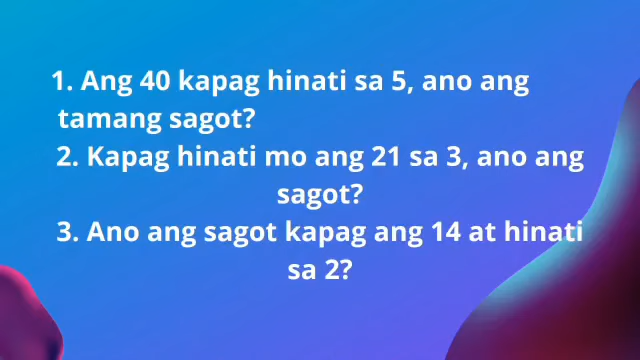 1. Ang 40 kapag hinati sa 5, ano ang
tamang sagot?
2. Kapag hinati mo ang 21 sa 3, ano ang
sagot?
3. Ano ang sagot kapag ang 14 at hinati
sa 2?